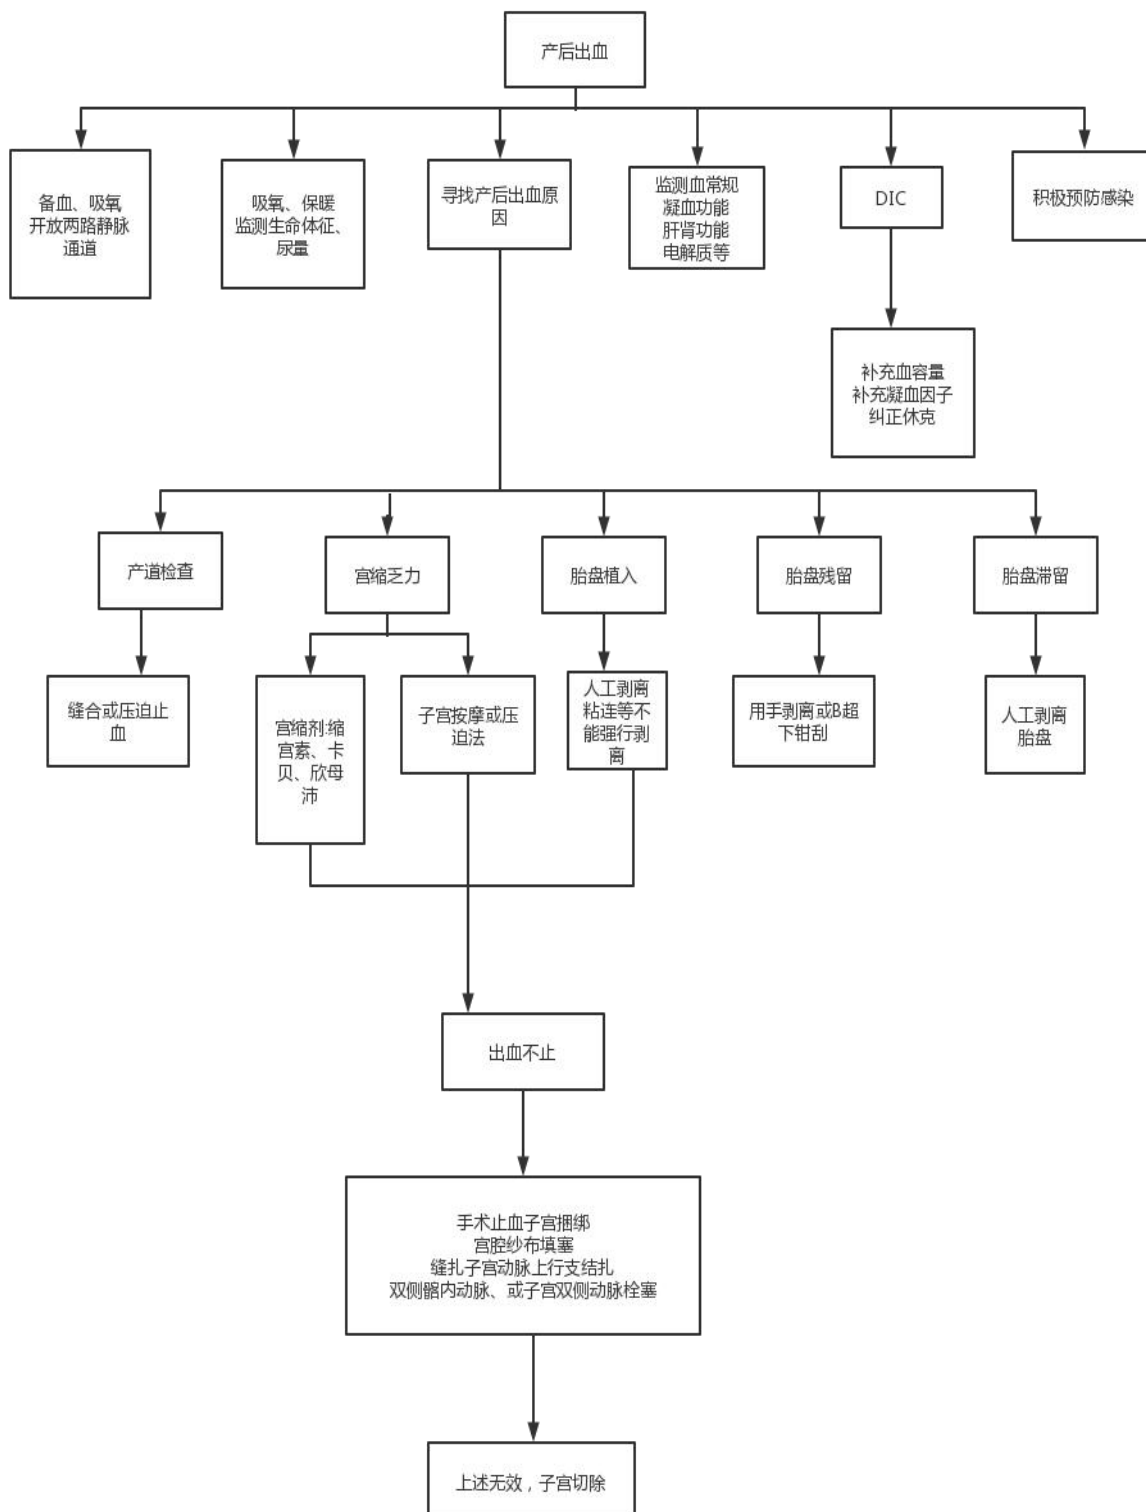 产后出血
备血、吸氧
开放两路静脉
通道
吸氧、保暖
监测生命体征、
尿量
寻找产后出血原
因
监测血常规
凝血功能
肝肾功能
电解质等
DIC
积极预防感染
补充血容量
补充凝血因子
纠正休克
产道检查
宫缩乏力
胎盘植入
胎盘残留
胎盘滞留
缝合或压迫止
血
宫缩剂:缩
宫素、卡
贝、欣母
沛
子宫按摩或压
迫法
人工剥离
粘连等不
能强行剥
离
用手剥离或B超
下钳刮
人工剥离
胎盘
出血不止
手术止血子宫捆绑
宫腔纱布填塞
缝扎子宫动脉上行支结扎
双侧髂内动脉、或子宫双侧动脉栓塞
上述无效，子宫切除